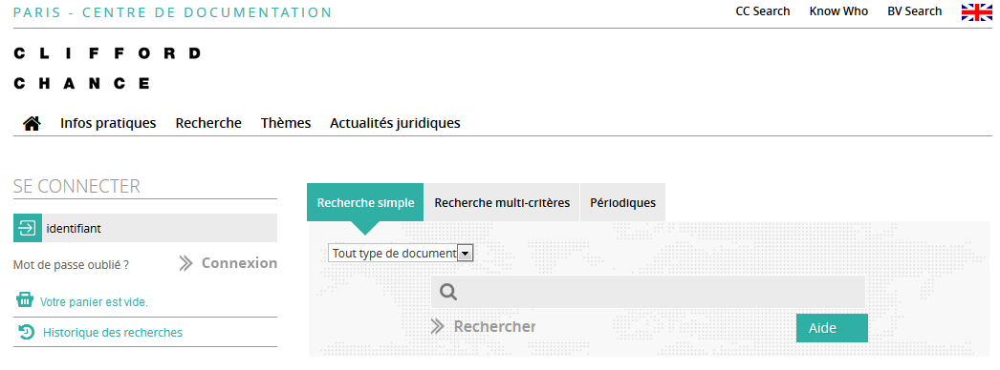 PARIS - CENTRE DE DOCUMENTATION
CC Search Know Who BV Search
CLIFFORD
CHANCE
Infos pratiques Recherche Thèmes Actualités juridiques
SE CONNECTER
identifiant
Mot de passe oublié ? Connexion
Votre panier est vide.
Historique des recherches
Recherche simple Recherche multi-critères Périodiques
Tout type de document
Rechercher
Aide